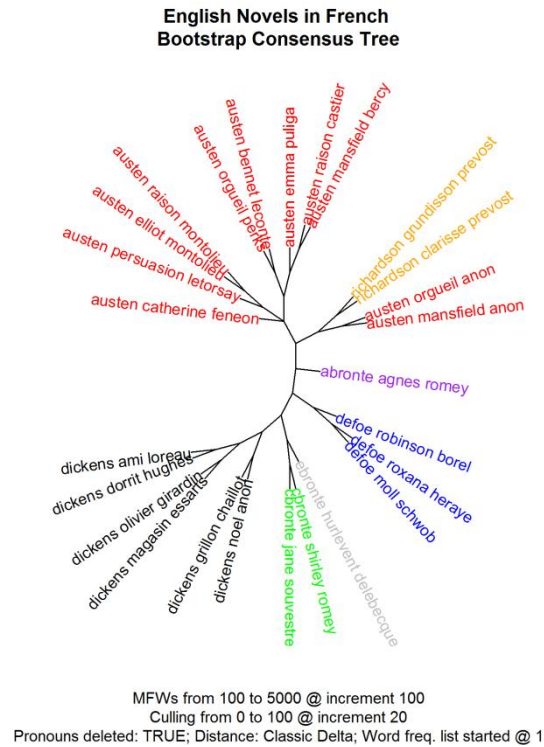 English Novels in French
Bootstrap Consensus Tree
austen raison castier
austen mansfield bercy
austen emma puliga
austen bennet leconte
austen orgueil perks
austen raison montolieu
austen elliot montolieu
austen persuasion letorsay
austen catherine feneon
richardson grundisson prevost
richardson clarisse prevost
austen orgueil anon
austen mansfield anon
abronte agnes romey
defoe robinson borel
defoe roxana heraye
defoe moll schwob
ebronte hurlevent delebecque
cbronte shirley romey
cbronte jane souvestre
dickens noel anon
dickens grillon chaillot
dickens magasin essarts
dickens olivier girardin
dickens dorrit hughes
dickens ami loreau
MFWs from 100 to 5000 @ increment 100
Culling from 0 to 100 @ increment 20
Pronouns deleted: TRUE; Distance: Classic Delta; Word freq. list started @ 1